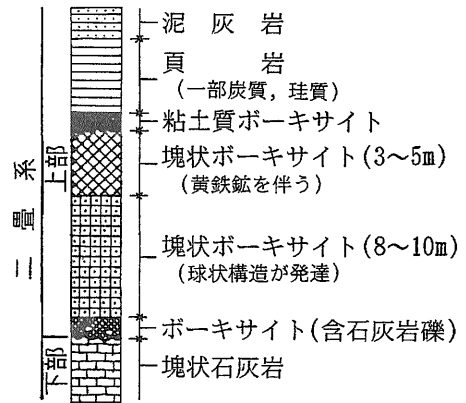 泥灰岩
頁岩
(一部炭質, 珪質)
粘土質ボーキサイト
塊状ボーキサイト(3〜5m)
(黄鉄鉱を伴う)
塊状ボーキサイト(8〜10m)
(球状構造が発達)
ボーキサイト(含石灰岩礫)
塊状石灰岩
二畳系
上部
下部